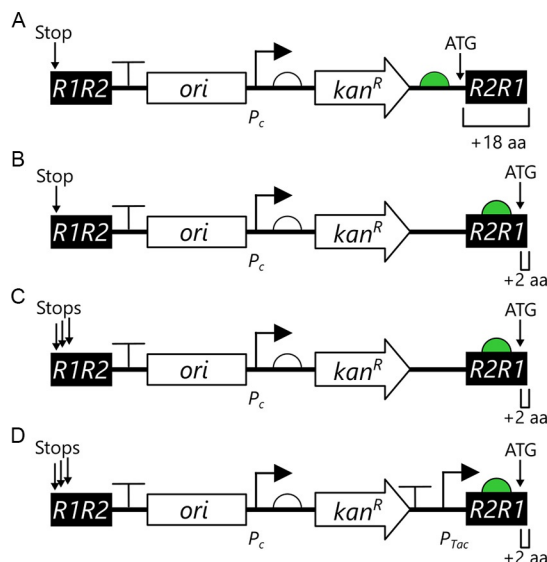 A
Stop
ATG
R1R2
ori
kanR
R2R1
Pc
+18 aa
B
Stop
ATG
R1R2
ori
kanR
R2R1
Pc
+2 aa
C
Stops
ATG
R1R2
ori
kanR
R2R1
Pc
+2 aa
D
Stops
ATG
R1R2
ori
kanR
R2R1
Pc
PTac
+2 aa